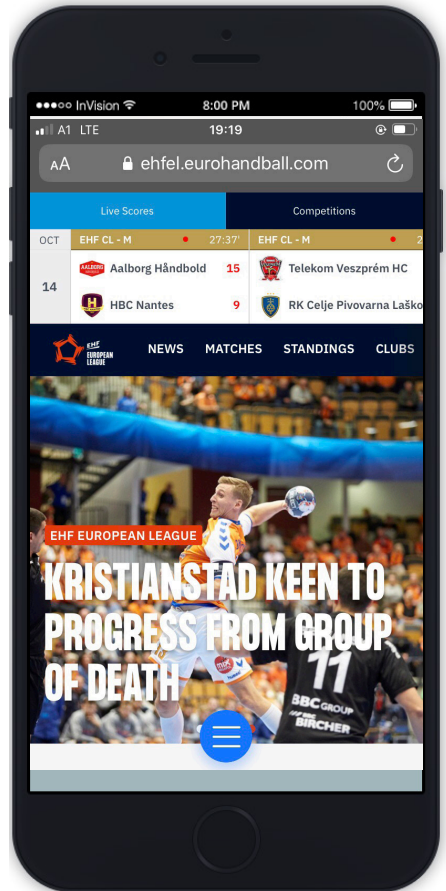 InVision 8:00 PM 100%
A1 LTE 19:19
AA ehfel.eurohandball.com
Live Scores Competitions
OCT EHF CL - M 27:37' EHF CL - M 2
14
Aalborg Håndbold 15 Telekom Veszprém HC
HBC Nantes 9 RK Celje Pivovarna Laško
EHF EUROPEAN LEAGUE NEWS MATCHES STANDINGS CLUBS
EHF EUROPEAN LEAGUE
KRISTIANSTAD KEEN TO
PROGRESS FROM GROUP
OF DEATH
11
BBC GROUP
BIRCHER